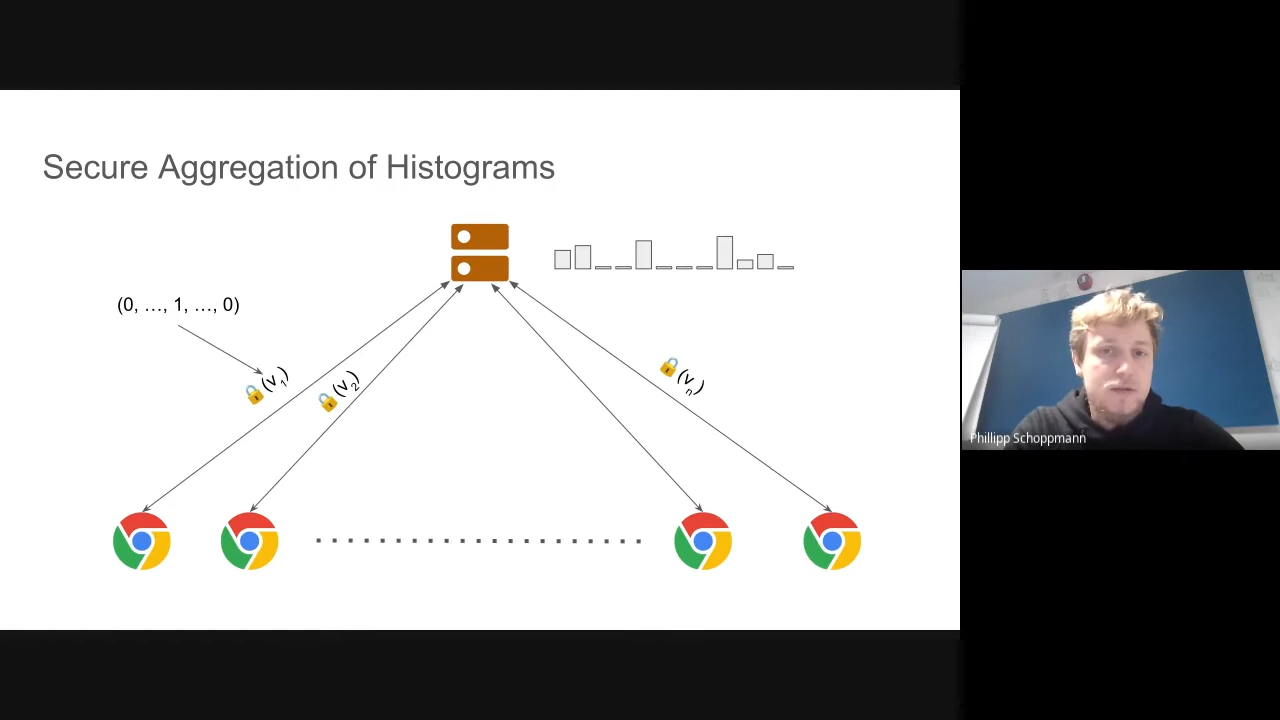 Secure Aggregation of Histograms
(0, …, 1, …, 0)
🔒(v₁)
🔒(v₂)
🔒(vₙ)
Phillipp Schoppmann